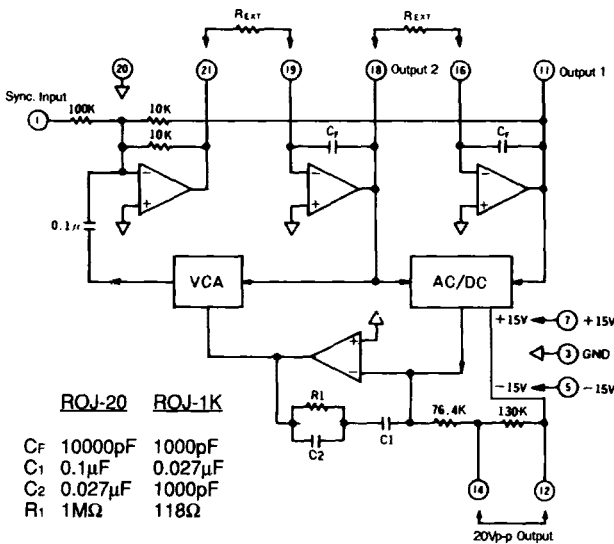 REXT
REXT
20
21
19
18 Output 2
16
11 Output 1
Sync. Input
1
100K
10K
10K
CF
CF
−
+
−
+
−
+
0.1μ
VCA
AC/DC
+15V 7 +15V
3 GND
−15V 5 −15V
+
−
R1
C2
C1
76.4K
130K
14
12
20Vp-p Output
ROJ-20 ROJ-1K
CF 10000pF 1000pF
C1 0.1μF 0.027μF
C2 0.027μF 1000pF
R1 1MΩ 118Ω